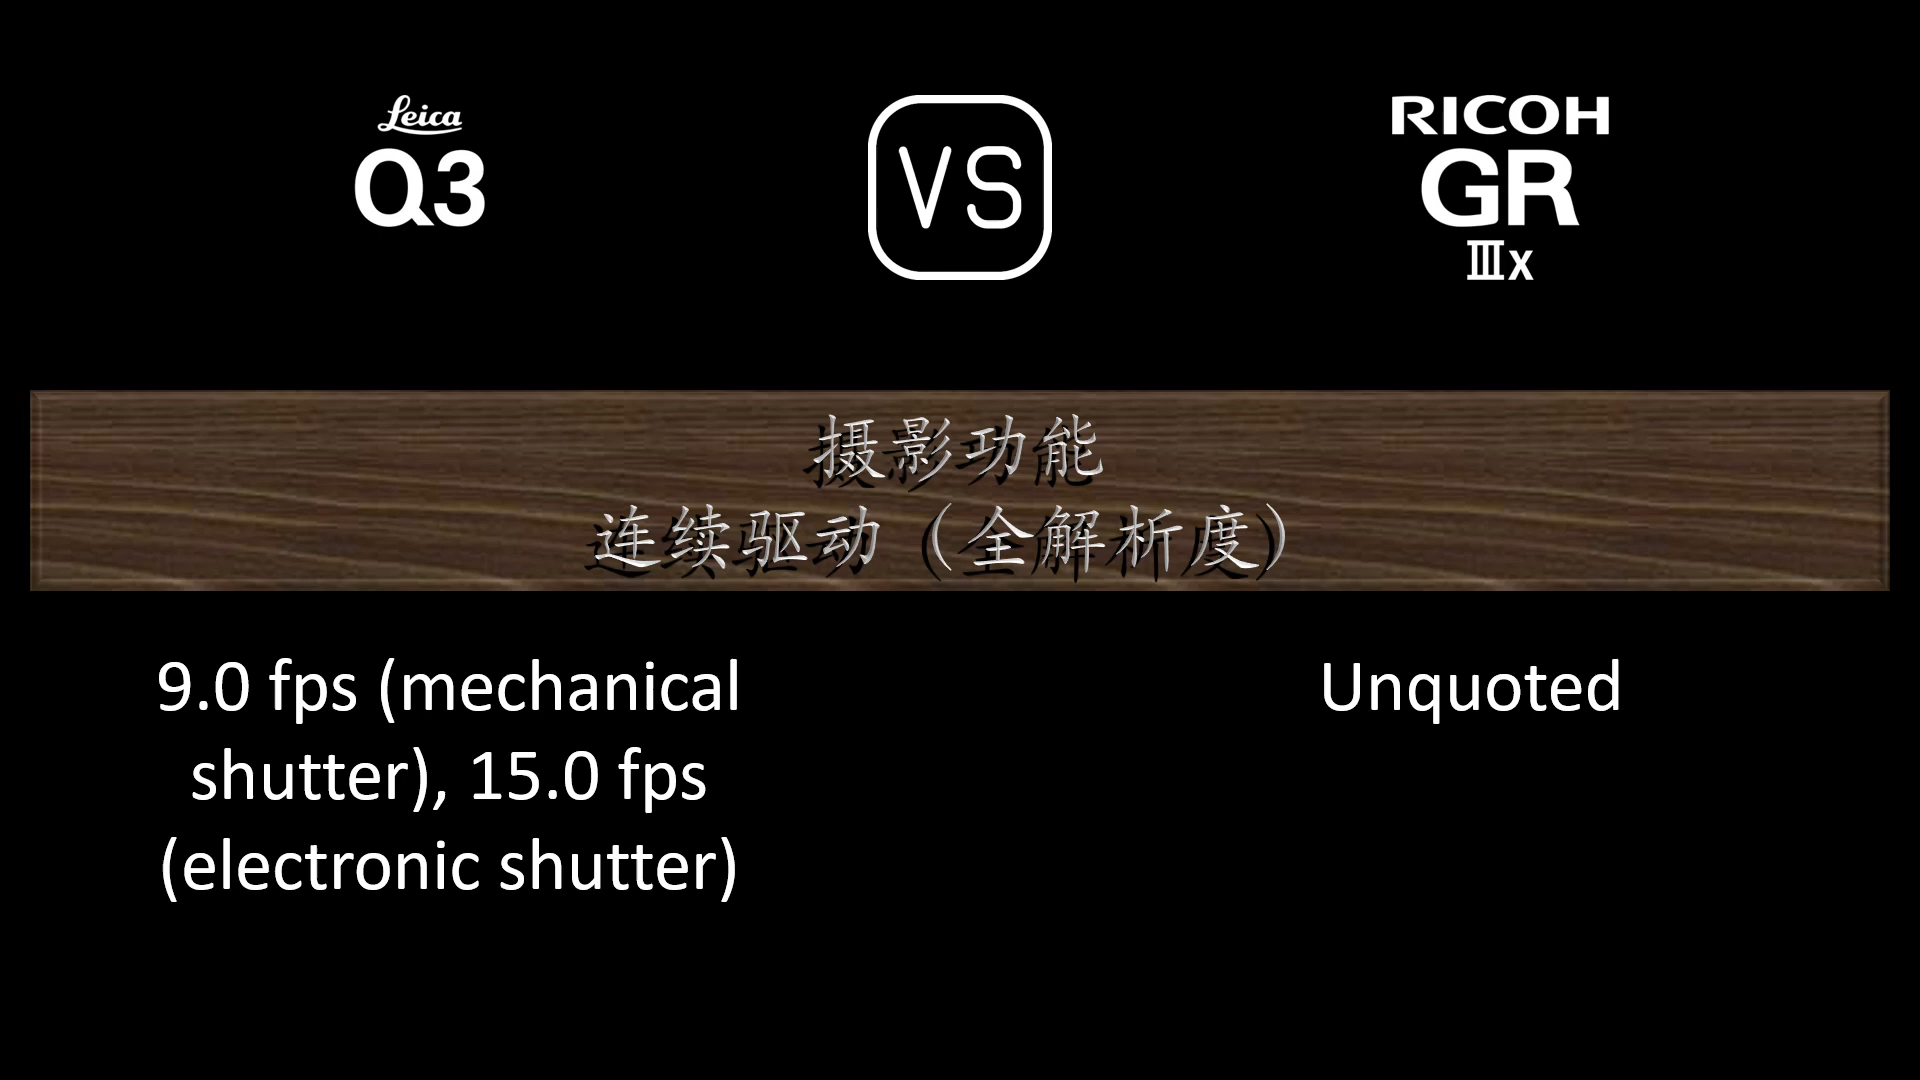 Leica
Q3
VS
RICOH
GR
IIIx
摄影功能
连续驱动（全解析度）
9.0 fps (mechanical
shutter), 15.0 fps
(electronic shutter)
Unquoted